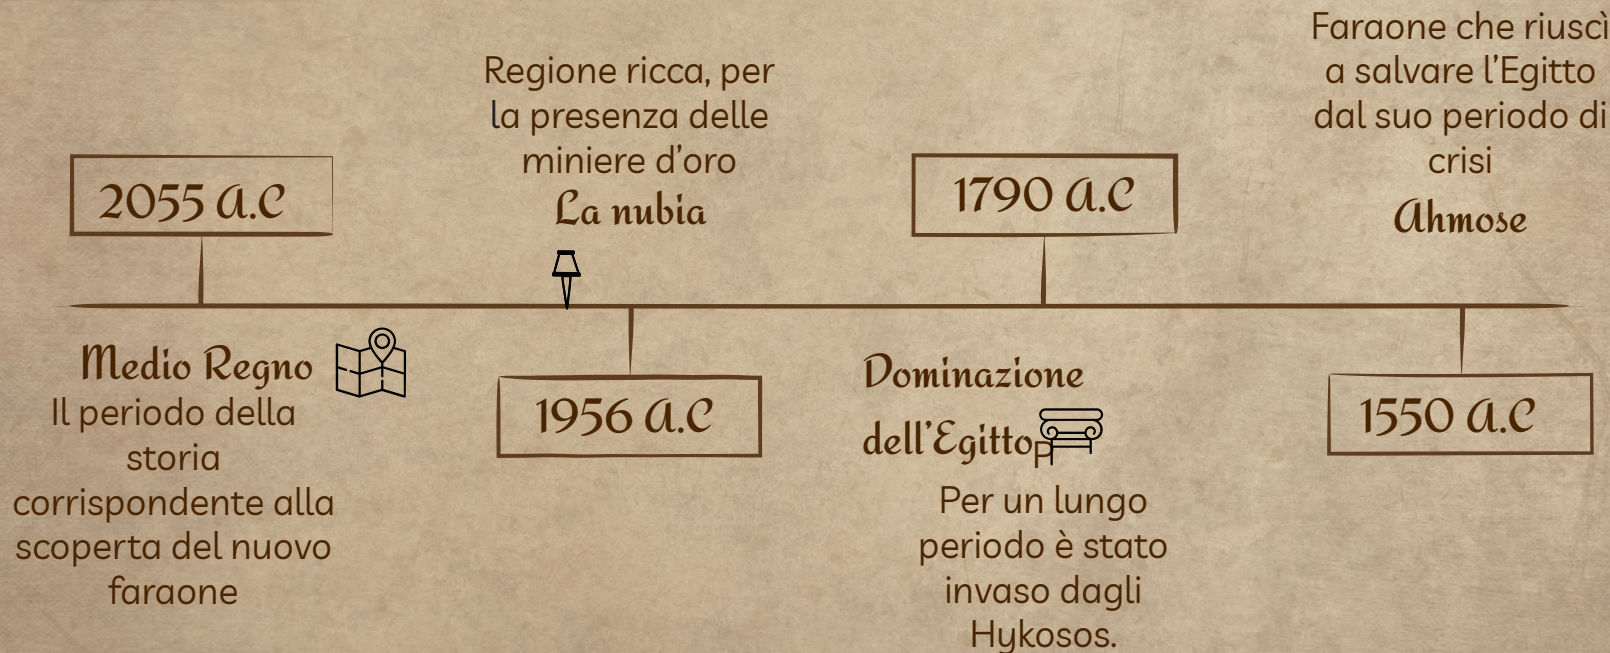 2055 A.C
Medio Regno
Il periodo della
storia
corrispondente alla
scoperta del nuovo
faraone
Regione ricca, per
la presenza delle
miniere d'oro
La nubia
1956 A.C
1790 A.C
Dominazione
dell'Egitto
p
Per un lungo
periodo è stato
invaso dagli
Hykosos.
Faraone che riuscì
a salvare l'Egitto
dal suo periodo di
crisi
Ahmose
1550 A.C